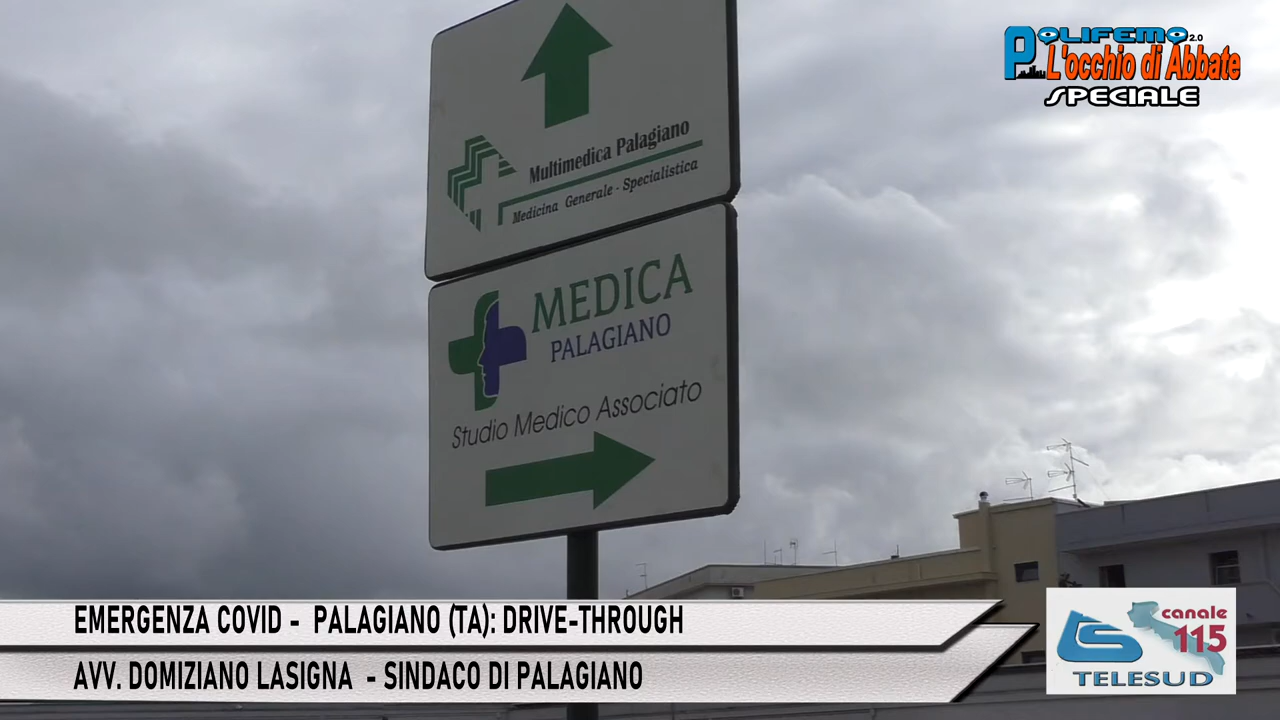 POLIFEMO 2.0
L'occhio di Abbate
SPECIALE
Multimedica Palagiano
Medicina Generale - Specialistica
MEDICA
PALAGIANO
Studio Medico Associato
EMERGENZA COVID - PALAGIANO (TA): DRIVE-THROUGH
AVV. DOMIZIANO LASIGNA - SINDACO DI PALAGIANO
canale
115
TELESUD